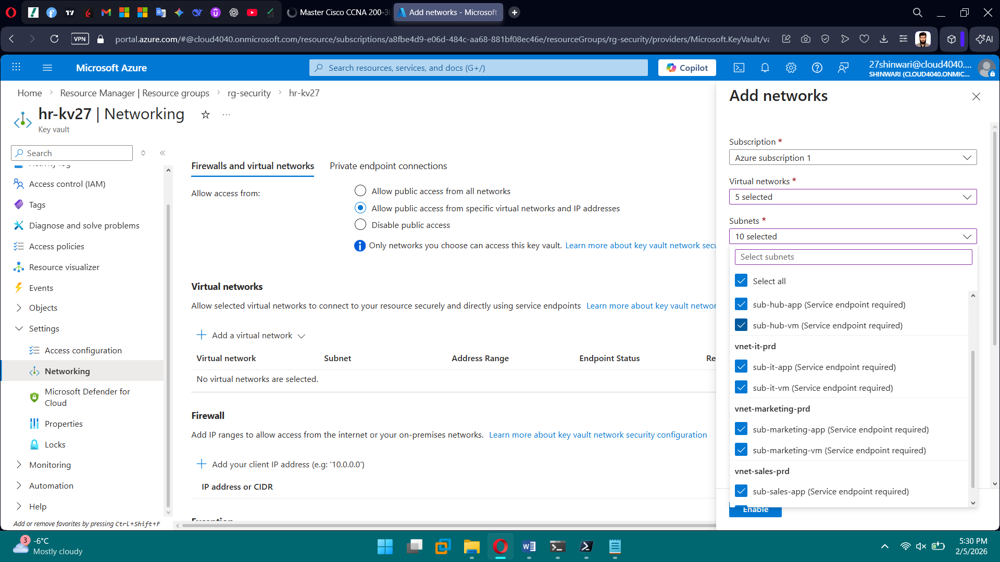 Master Cisco CCNA 200-30
Add networks - Microsoft
VPN
portal.azure.com/#@cloud4040.onmicrosoft.com/resource/subscriptions/a8fbe4d9-e06d-484c-aa68-881bf08ec46e/resourceGroups/rg-security/providers/Microsoft.KeyVault/va
AI
Microsoft Azure
Search resources, services, and docs (G+/)
Copilot
27shinwari@cloud4040....
SHINWARI (CLOUD4040.ONMIC...
Home
Resource Manager | Resource groups
rg-security
hr-kv27
hr-kv27 | Networking
Key vault
Search
Activity log
Access control (IAM)
Tags
Diagnose and solve problems
Access policies
Resource visualizer
Events
Objects
Settings
Access configuration
Networking
Microsoft Defender for
Cloud
Properties
Locks
Monitoring
Automation
Help
Add or remove favorites by pressing Ctrl+Shift+F
Firewalls and virtual networks
Private endpoint connections
Allow access from:
Allow public access from all networks
Allow public access from specific virtual networks and IP addresses
Disable public access
Only networks you choose can access this key vault. Learn more about key vault network secu
Virtual networks
Allow selected virtual networks to connect to your resource securely and directly using service endpoints Learn more about key vault networ
Add a virtual network
Virtual network Subnet Address Range Endpoint Status Re
No virtual networks are selected.
Firewall
Add IP ranges to allow access from the internet or your on-premises networks. Learn more about key vault network security configuration
Add your client IP address (e.g: '10.0.0.0')
IP address or CIDR
Exception
Add networks
Subscription *
Azure subscription 1
Virtual networks *
5 selected
Subnets *
10 selected
Select subnets
Select all
sub-hub-app (Service endpoint required)
sub-hub-vm (Service endpoint required)
vnet-it-prd
sub-it-app (Service endpoint required)
sub-it-vm (Service endpoint required)
vnet-marketing-prd
sub-marketing-app (Service endpoint required)
sub-marketing-vm (Service endpoint required)
vnet-sales-prd
sub-sales-app (Service endpoint required)
Enable
3
-6°C
Mostly cloudy
5:30 PM
2/5/2026